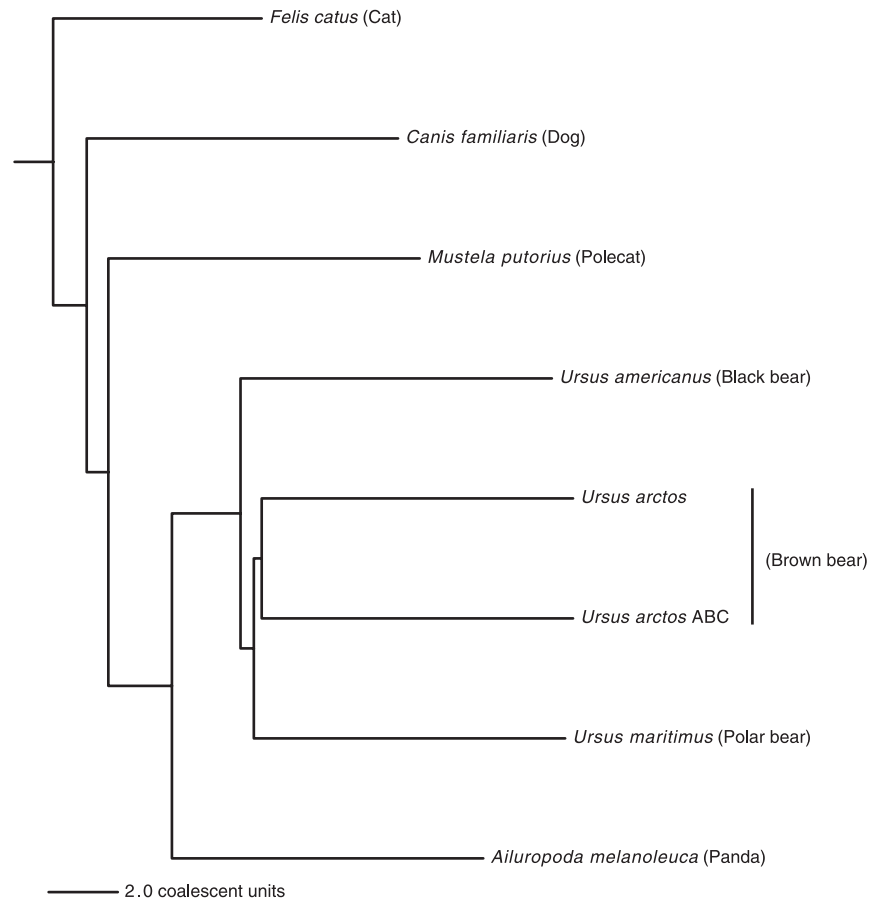 Felis catus (Cat)
Canis familiaris (Dog)
Mustela putorius (Polecat)
Ursus americanus (Black bear)
Ursus arctos
(Brown bear)
Ursus arctos ABC
Ursus maritimus (Polar bear)
Ailuropoda melanoleuca (Panda)
2.0 coalescent units